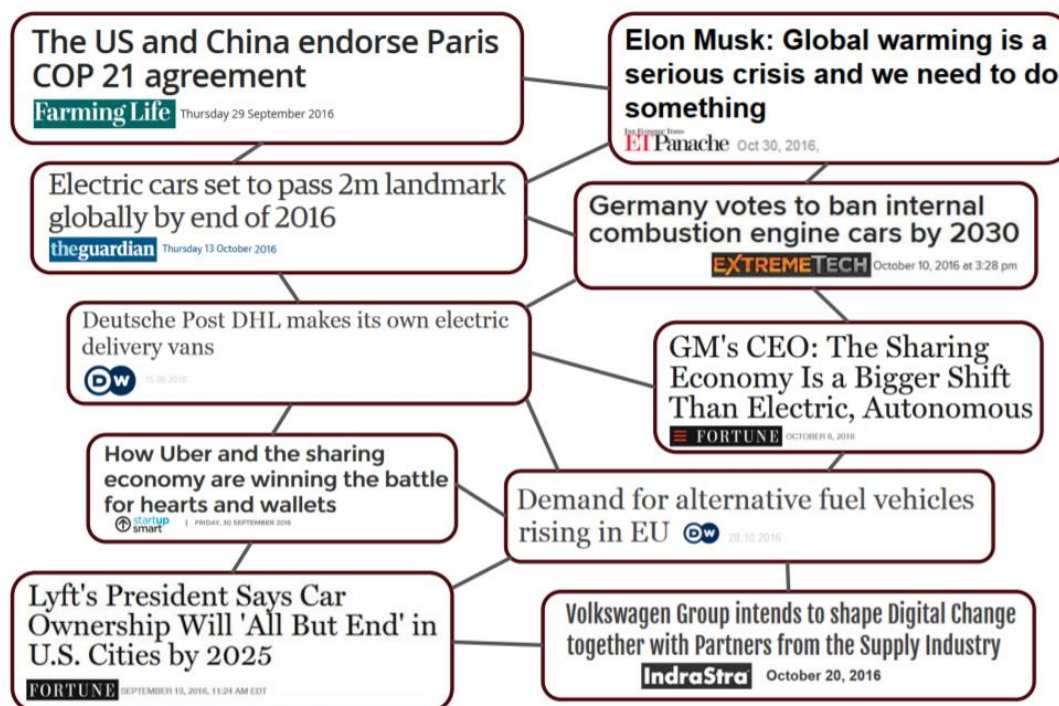 The US and China endorse Paris
COP 21 agreement
Farming Life Thursday 29 September 2016
Elon Musk: Global warming is a
serious crisis and we need to do
something
The Economic Times
ET Panache Oct 30, 2016,
Electric cars set to pass 2m landmark
globally by end of 2016
theguardian Thursday 13 October 2016
Germany votes to ban internal
combustion engine cars by 2030
EXTREMETECH October 10, 2016 at 3:28 pm
Deutsche Post DHL makes its own electric
delivery vans
DW 15.06.2016
GM's CEO: The Sharing
Economy Is a Bigger Shift
Than Electric, Autonomous
FORTUNE OCTOBER 6, 2016
How Uber and the sharing
economy are winning the battle
for hearts and wallets
startup
smart | FRIDAY, 30 SEPTEMBER 2016
Demand for alternative fuel vehicles
rising in EU DW 28.10.2016
Lyft's President Says Car
Ownership Will 'All But End' in
U.S. Cities by 2025
FORTUNE SEPTEMBER 18, 2016, 11:24 AM EDT
Volkswagen Group intends to shape Digital Change
together with Partners from the Supply Industry
IndraStra October 20, 2016